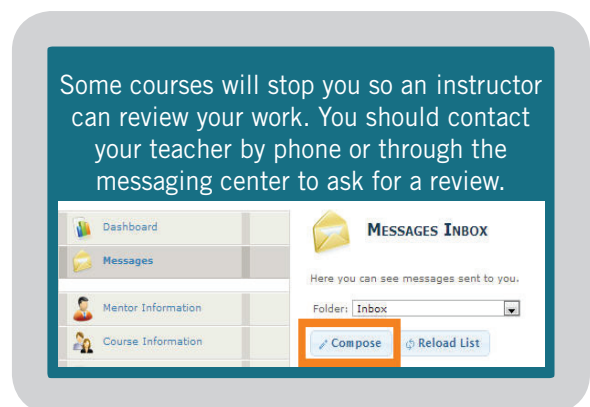 Some courses will stop you so an instructor
can review your work. You should contact
your teacher by phone or through the
messaging center to ask for a review.
Dashboard
Messages
Mentor Information
Course Information
MESSAGES INBOX
Here you can see messages sent to you.
Folder: Inbox
Compose Reload List